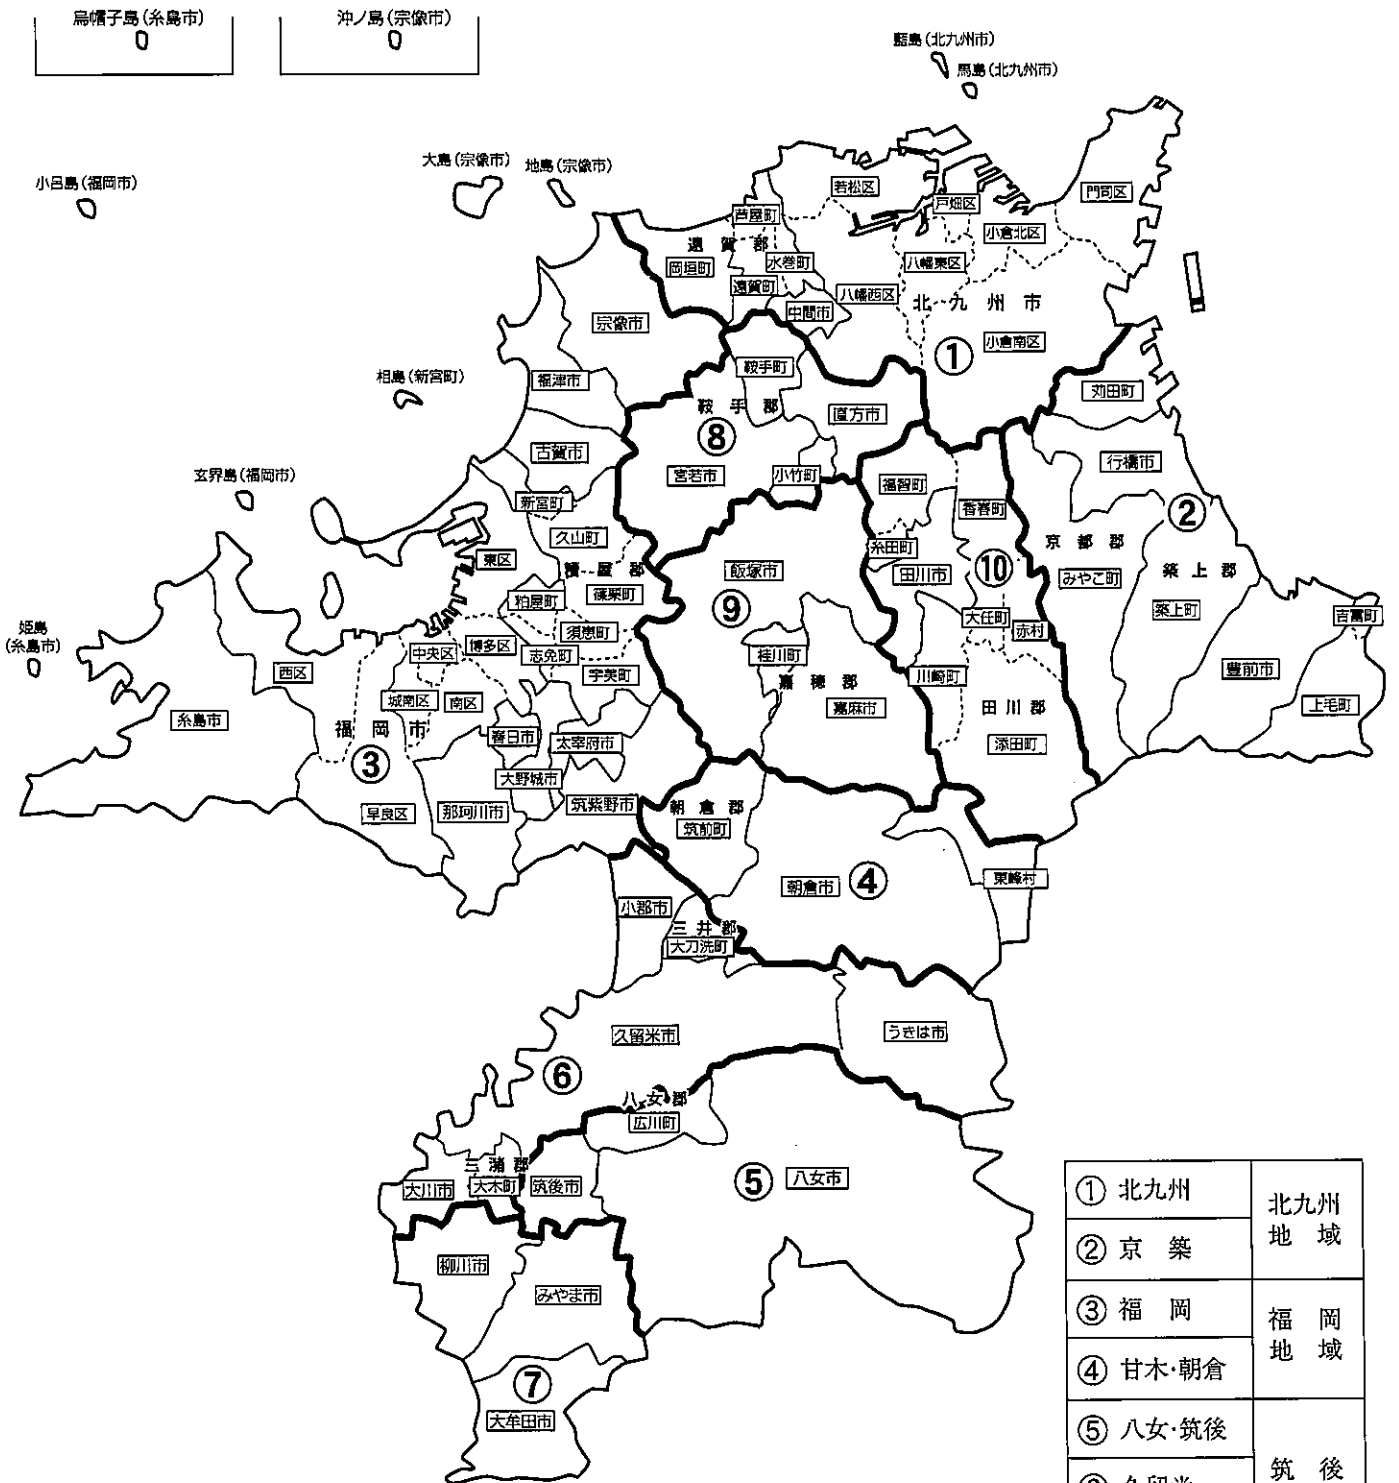 烏帽子島(糸島市)
沖ノ島(宗像市)
藍島(北九州市)
馬島(北九州市)
小呂島(福岡市)
大島(宗像市)
地島(宗像市)
若松区
門司区
芦屋町
戸畑区
遠賀郡
小倉北区
岡垣町
水巻町
八幡東区
遠賀町
八幡西区
北九州市
中間市
宗像市
①
小倉南区
相島(新宮町)
福津市
鞍手町
苅田町
鞍手郡
直方市
⑧
古賀市
行橋市
玄界島(福岡市)
宮若市
小竹町
福智町
新宮町
香春町
②
久山町
京都郡
東区
糟屋郡
飯塚市
糸田町
田川市
⑩
みやこ町
築上郡
篠栗町
粕屋町
⑨
築上町
吉富町
姫島
(糸島市)
須恵町
大任町
赤村
中央区
博多区
志免町
桂川町
西区
宇美町
川崎町
豊前市
嘉穂郡
城南区
南区
嘉麻市
田川郡
上毛町
糸島市
福岡市
春日市
太宰府市
添田町
③
大野城市
早良区
那珂川市
筑紫野市
朝倉郡
筑前町
朝倉市
④
東峰村
小郡市
三井郡
大刀洗町
久留米市
うきは市
⑥
八女郡
広川町
三潴郡
大川市
大木町
筑後市
⑤
八女市
柳川市
みやま市
⑦
大牟田市
① 北九州
北九州
地域
② 京築
③ 福岡
福岡
地域
④ 甘木・朝倉
⑤ 八女・筑後
筑後